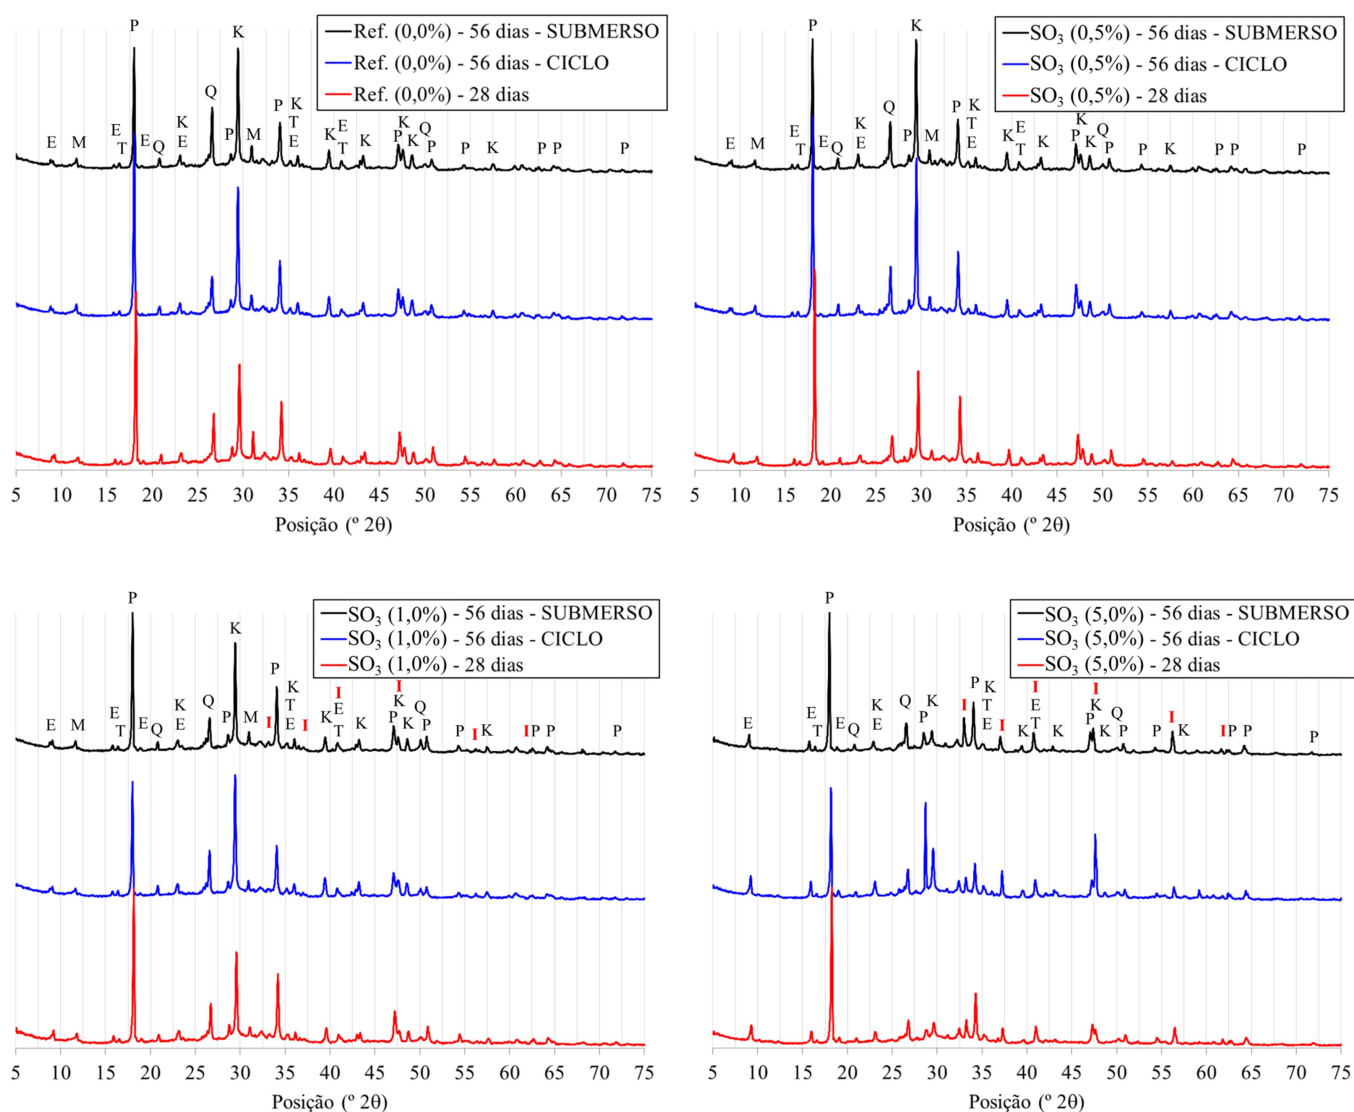 Ref. (0,0%) - 56 dias - SUBMERSO
Ref. (0,0%) - 56 dias - CICLO
Ref. (0,0%) - 28 dias
P
K
Q
P
E
M
E
T
E
Q
K
E
P
M
K
T
E
K
E
T
K
P
K
K
Q
P
P
K
P P
P
5 10 15 20 25 30 35 40 45 50 55 60 65 70 75
Posição (º 2θ)
SO₃ (0,5%) - 56 dias - SUBMERSO
SO₃ (0,5%) - 56 dias - CICLO
SO₃ (0,5%) - 28 dias
P
K
Q
P
E
M
E
T
E
Q
K
E
P
M
K
T
E
K
E
T
K
P
K
K
Q
P
P
K
P P
P
5 10 15 20 25 30 35 40 45 50 55 60 65 70 75
Posição (º 2θ)
SO₃ (1,0%) - 56 dias - SUBMERSO
SO₃ (1,0%) - 56 dias - CICLO
SO₃ (1,0%) - 28 dias
P
K
P
Q
E
M
E
T
E
Q
K
E
P
M
I
K
T
E
I
K
I
E
T
K
I
K
P
K
Q
P
P
I
K
I
P P
P
5 10 15 20 25 30 35 40 45 50 55 60 65 70 75
Posição (º 2θ)
SO₃ (5,0%) - 56 dias - SUBMERSO
SO₃ (5,0%) - 56 dias - CICLO
SO₃ (5,0%) - 28 dias
P
E
E
T
E
Q
K
E
Q
P
K
I
P
K
T
E
I
K
I
E
T
K
I
K
P
K
Q
P
P
I
K
I
P P
P
5 10 15 20 25 30 35 40 45 50 55 60 65 70 75
Posição (º 2θ)